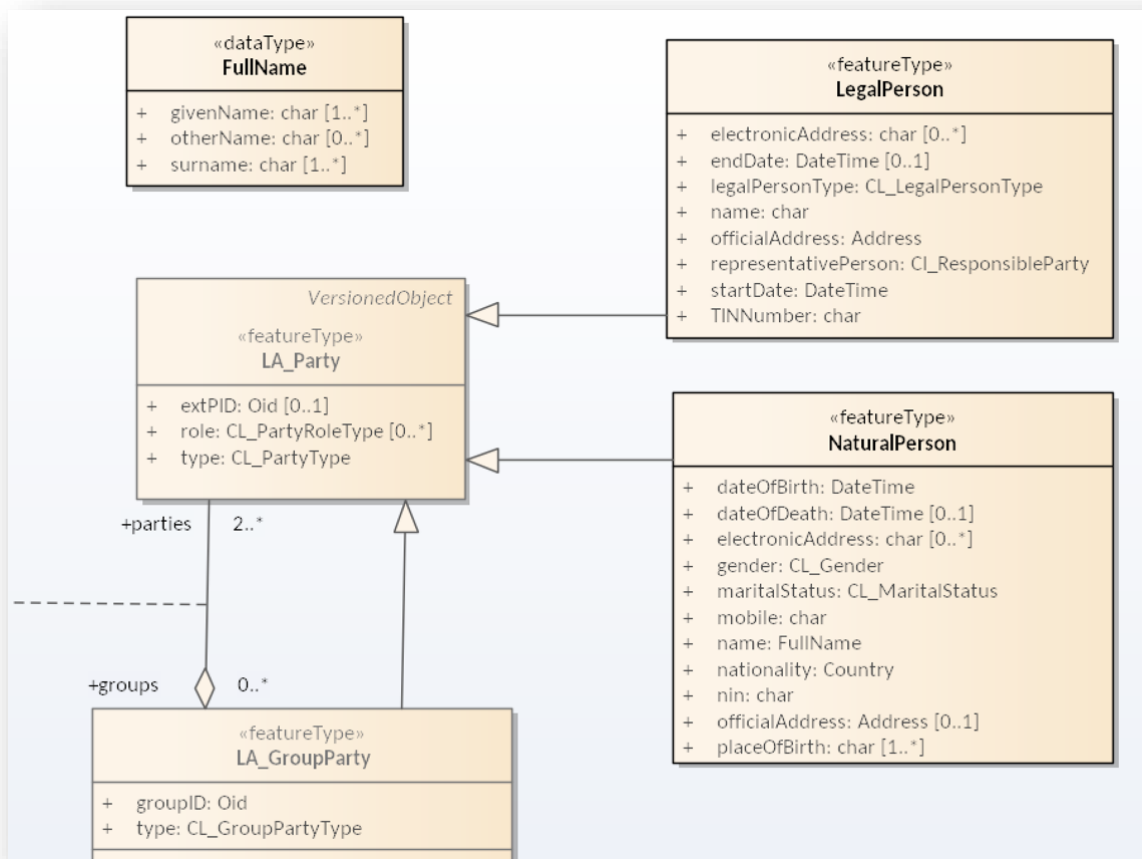 «dataType»
FullName
+ givenName: char [1..*]
+ otherName: char [0..*]
+ surname: char [1..*]
«featureType»
LegalPerson
+ electronicAddress: char [0..*]
+ endDate: DateTime [0..1]
+ legalPersonType: CL_LegalPersonType
+ name: char
+ officialAddress: Address
+ representativePerson: CI_ResponsibleParty
+ startDate: DateTime
+ TINNumber: char
VersionedObject
«featureType»
LA_Party
+ extPID: Oid [0..1]
+ role: CL_PartyRoleType [0..*]
+ type: CL_PartyType
«featureType»
NaturalPerson
+ dateOfBirth: DateTime
+ dateOfDeath: DateTime [0..1]
+ electronicAddress: char [0..*]
+ gender: CL_Gender
+ maritalStatus: CL_MaritalStatus
+ mobile: char
+ name: FullName
+ nationality: Country
+ nin: char
+ officialAddress: Address [0..1]
+ placeOfBirth: char [1..*]
+parties 2..*
+groups 0..*
«featureType»
LA_GroupParty
+ groupID: Oid
+ type: CL_GroupPartyType